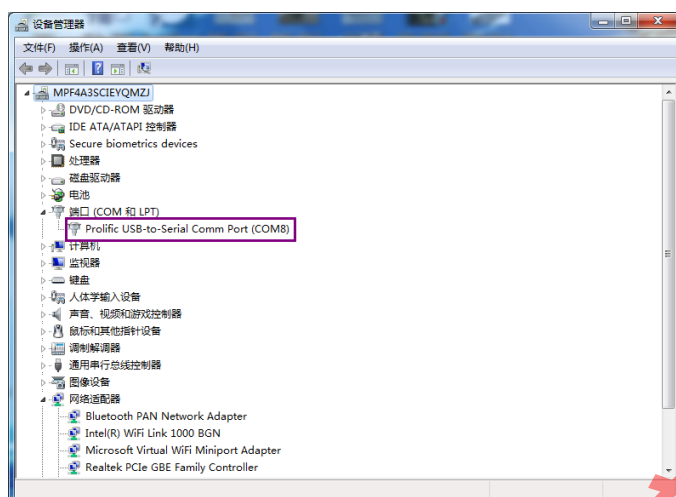 设备管理器
文件(F) 操作(A) 查看(V) 帮助(H)
MPF4A3SCIEYQMZJ
DVD/CD-ROM 驱动器
IDE ATA/ATAPI 控制器
Secure biometrics devices
处理器
磁盘驱动器
电池
端口 (COM 和 LPT)
Prolific USB-to-Serial Comm Port (COM8)
计算机
监视器
键盘
人体学输入设备
声音、视频和游戏控制器
鼠标和其他指针设备
调制解调器
通用串行总线控制器
图像设备
网络适配器
Bluetooth PAN Network Adapter
Intel(R) WiFi Link 1000 BGN
Microsoft Virtual WiFi Miniport Adapter
Realtek PCIe GBE Family Controller